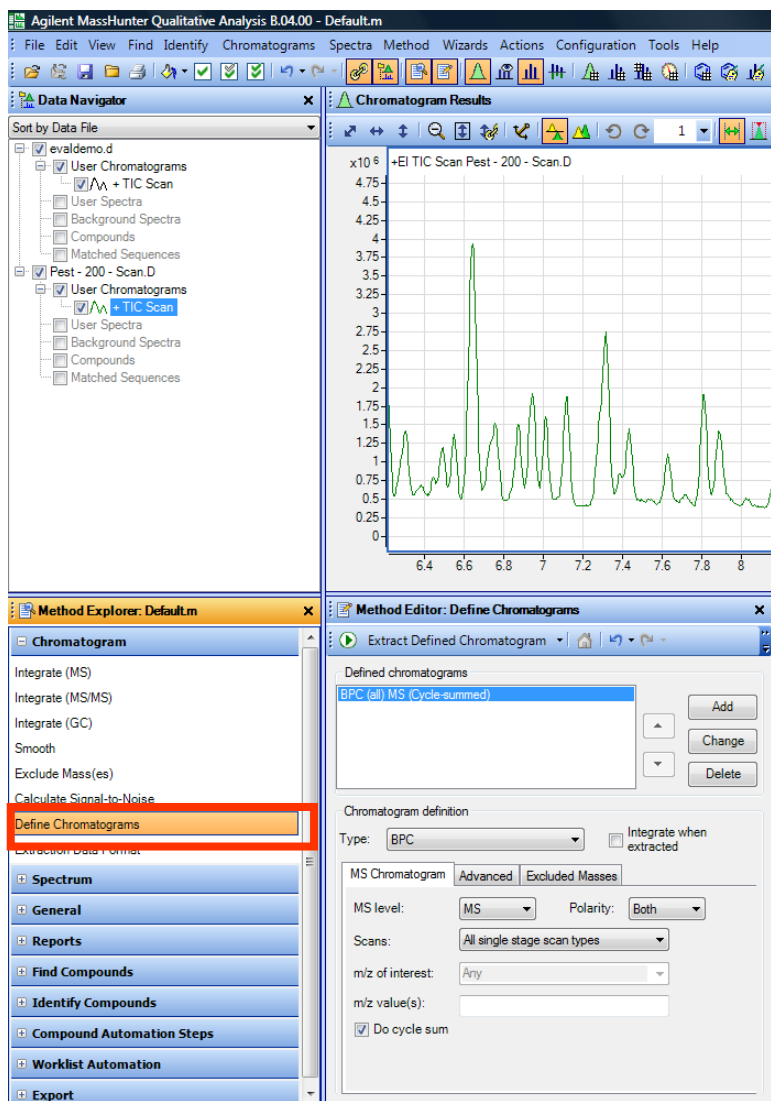 Agilent MassHunter Qualitative Analysis B.04.00 - Default.m
File Edit View Find Identify Chromatograms Spectra Method Wizards Actions Configuration Tools Help
Data Navigator
Sort by Data File
evaldemo.d
User Chromatograms
+ TIC Scan
User Spectra
Background Spectra
Compounds
Matched Sequences
Pest - 200 - Scan.D
User Chromatograms
+ TIC Scan
User Spectra
Background Spectra
Compounds
Matched Sequences
Chromatogram Results
1
x10 6 +EI TIC Scan Pest - 200 - Scan.D
4.75
4.5
4.25
4
3.75
3.5
3.25
3
2.75
2.5
2.25
2
1.75
1.5
1.25
1
0.75
0.5
0.25
0
6.4 6.6 6.8 7 7.2 7.4 7.6 7.8 8
Method Explorer: Default.m
Chromatogram
Integrate (MS)
Integrate (MS/MS)
Integrate (GC)
Smooth
Exclude Mass(es)
Calculate Signal-to-Noise
Define Chromatograms
Extraction Data Format
Spectrum
General
Reports
Find Compounds
Identify Compounds
Compound Automation Steps
Worklist Automation
Export
Method Editor: Define Chromatograms
Extract Defined Chromatogram
Defined chromatograms
BPC (all) MS (Cycle-summed)
Add
Change
Delete
Chromatogram definition
Type: BPC
Integrate when
extracted
MS Chromatogram Advanced Excluded Masses
MS level: MS Polarity: Both
Scans: All single stage scan types
m/z of interest: Any
m/z value(s):
Do cycle sum